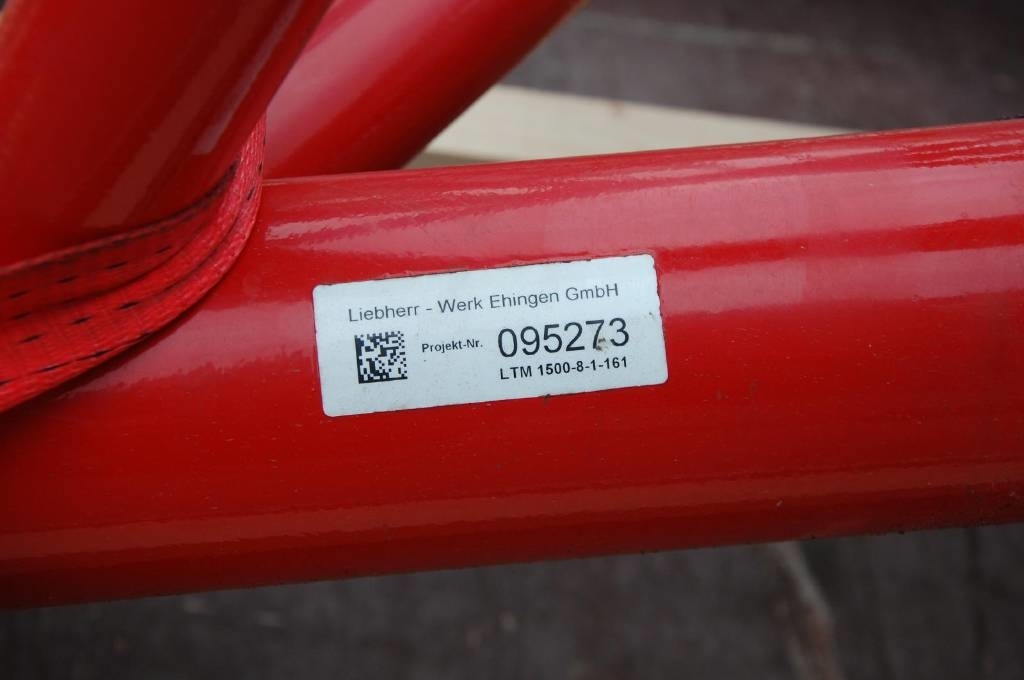 Liebherr - Werk Ehingen GmbH
Projekt-Nr. 095273
LTM 1500-8-1-161